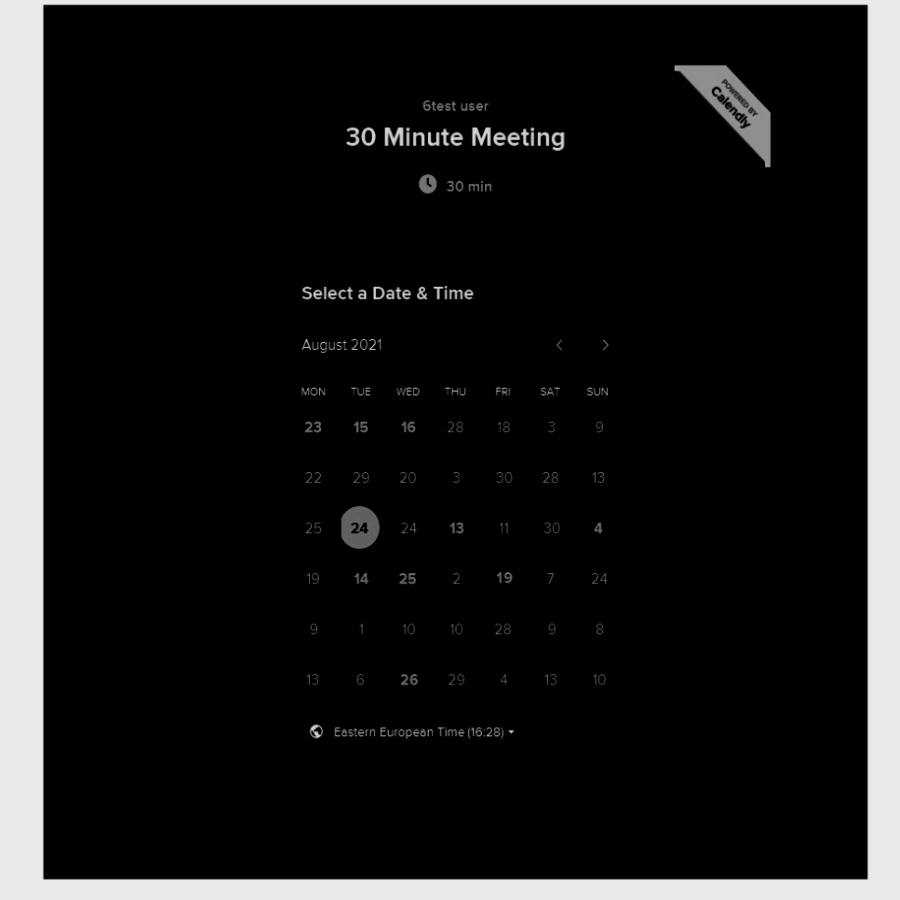 POWERED BY
Calendly
6test user
30 Minute Meeting
30 min
Select a Date & Time
August 2021
MON TUE WED THU FRI SAT SUN
23 15 16 28 18 3 9
22 29 20 3 30 28 13
25 24 24 13 11 30 4
19 14 25 2 19 7 24
9 1 10 10 28 9 8
13 6 26 29 4 13 10
Eastern European Time (16:28)